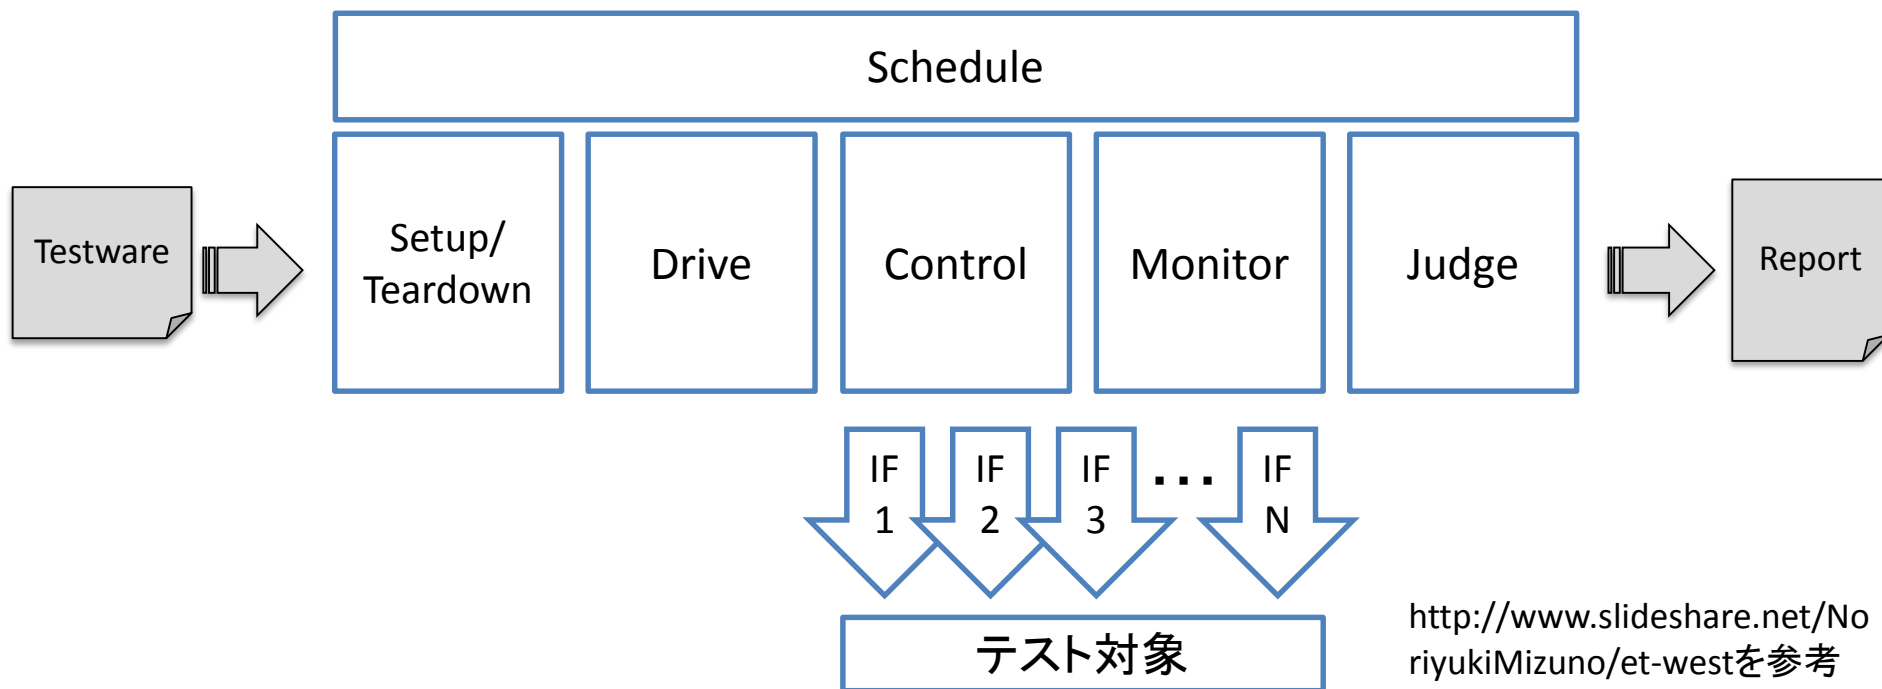 Schedule
Testware
Setup/
Teardown
Drive
Control
Monitor
Judge
Report
IF
1
IF
2
IF
3
...
IF
N
テスト対象
http://www.slideshare.net/No
riyukiMizuno/et-westを参考